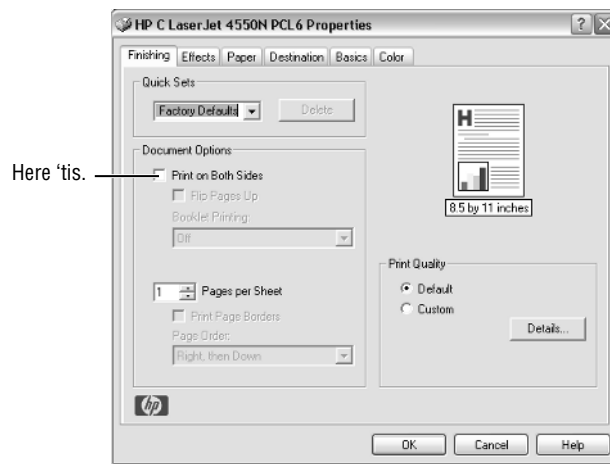 HP C LaserJet 4550N PCL6 Properties
Finishing Effects Paper Destination Basics Color
Quick Sets
Factory Defaults Delete
Document Options
Here ‘tis.
Print on Both Sides
Flip Pages Up
Booklet Printing:
Off
1 Pages per Sheet
Print Page Borders
Page Order:
Right, then Down
H
8.5 by 11 inches
Print Quality
Default
Custom
Details...
hp
OK Cancel Help